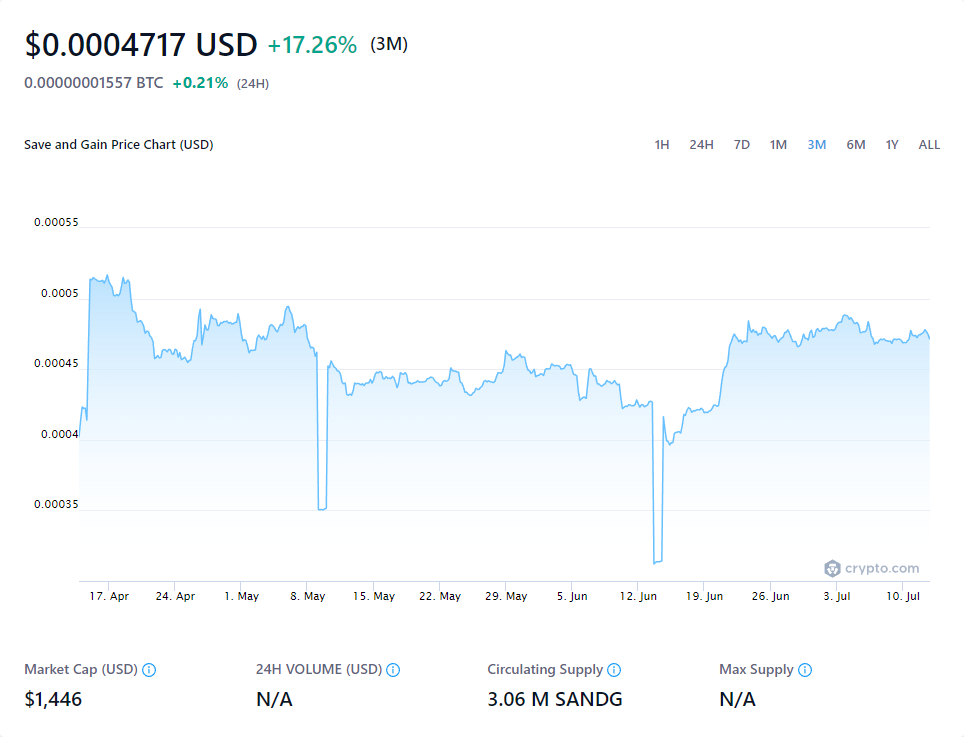 $0.0004717 USD +17.26% (3M)
0.00000001557 BTC +0.21% (24H)
Save and Gain Price Chart (USD) 1H 24H 7D 1M 3M 6M 1Y ALL
0.00055
0.0005
0.00045
0.0004
0.00035
crypto.com
17. Apr 24. Apr 1. May 8. May 15. May 22. May 29. May 5. Jun 12. Jun 19. Jun 26. Jun 3. Jul 10. Jul
Market Cap (USD) 24H VOLUME (USD) Circulating Supply Max Supply
$1,446 N/A 3.06 M SANDG N/A